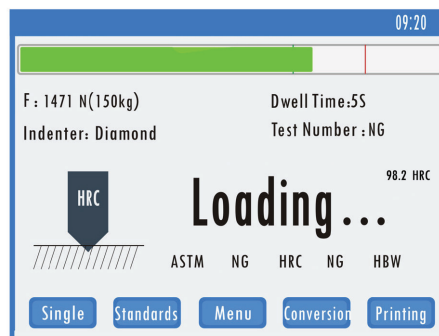 09:20
F: 1471 N(150kg)
Dwell Time:5S
Indenter: Diamond
Test Number :NG
HRC
Loading...
98.2 HRC
ASTM NG HRC NG HBW
Single Standards Menu Conversion Printing